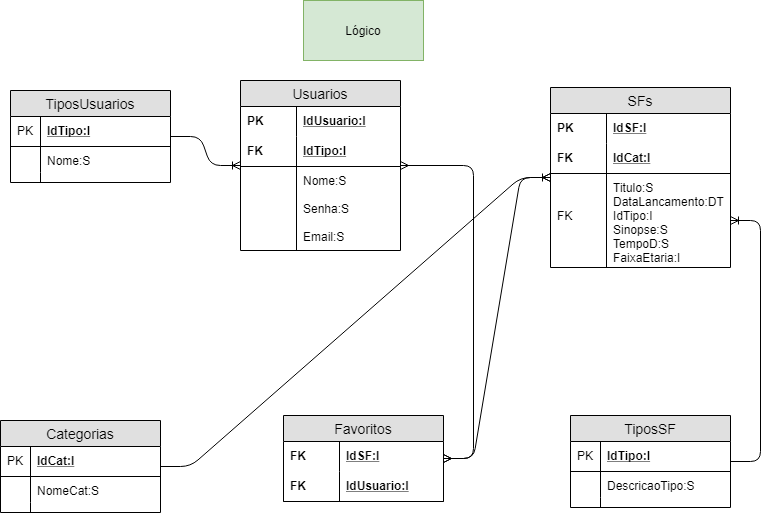 Lógico
TiposUsuarios
PK IdTipo:I
Nome:S
Usuarios
PK IdUsuario:I
FK IdTipo:I
Nome:S
Senha:S
Email:S
SFs
PK IdSF:I
FK IdCat:I
Titulo:S
DataLancamento:DT
FK IdTipo:I
Sinopse:S
TempoD:S
FaixaEtaria:I
Categorias
PK IdCat:I
NomeCat:S
Favoritos
FK IdSF:I
FK IdUsuario:I
TiposSF
PK IdTipo:I
DescricaoTipo:S